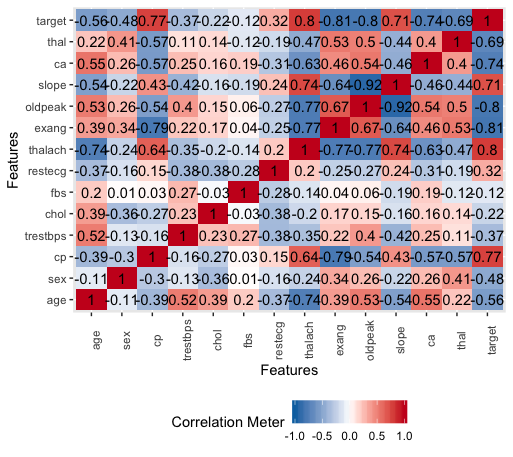 target -0.56 -0.48 0.77 -0.37 -0.22 -0.12 0.32 0.8 -0.81 -0.8 0.71 -0.74 -0.69 1
thal 0.22 0.41 -0.57 0.11 0.14 -0.12 -0.19 -0.47 0.53 0.5 -0.44 0.4 1 -0.69
ca 0.55 0.26 -0.57 0.25 0.16 0.19 -0.31 -0.63 0.46 0.54 -0.46 1 0.4 -0.74
slope -0.54 -0.22 0.43 -0.42 -0.16 -0.19 0.24 0.74 -0.64 -0.92 1 -0.46 -0.44 0.71
oldpeak 0.53 0.26 -0.54 0.4 0.15 0.06 -0.27 -0.77 0.67 1 -0.92 0.54 0.5 -0.8
exang 0.39 0.34 -0.79 0.22 0.17 0.04 -0.25 -0.77 1 0.67 -0.64 0.46 0.53 -0.81
thalach -0.74 -0.24 0.64 -0.35 -0.2 -0.14 0.2 1 -0.77 -0.77 0.74 -0.63 -0.47 0.8
restecg -0.37 -0.16 0.15 -0.38 -0.38 -0.28 1 0.2 -0.25 -0.27 0.24 -0.31 -0.19 0.32
fbs 0.2 0.01 0.03 0.27 -0.03 1 -0.28 -0.14 0.04 0.06 -0.19 0.19 -0.12 -0.12
chol 0.39 -0.36 -0.27 0.23 1 -0.03 -0.38 -0.2 0.17 0.15 -0.16 0.16 0.14 -0.22
trestbps 0.52 -0.13 -0.16 1 0.23 0.27 -0.38 -0.35 0.22 0.4 -0.42 0.25 0.11 -0.37
cp -0.39 -0.3 1 -0.16 -0.27 0.03 0.15 0.64 -0.79 -0.54 0.43 -0.57 -0.57 0.77
sex -0.11 1 -0.3 -0.13 -0.36 0.01 -0.16 -0.24 0.34 0.26 -0.22 0.26 0.41 -0.48
age 1 -0.11 -0.39 0.52 0.39 0.2 -0.37 -0.74 0.39 0.53 -0.54 0.55 0.22 -0.56
Features
age sex cp trestbps chol fbs restecg thalach exang oldpeak slope ca thal target
Features
Correlation Meter
-1.0 -0.5 0.0 0.5 1.0